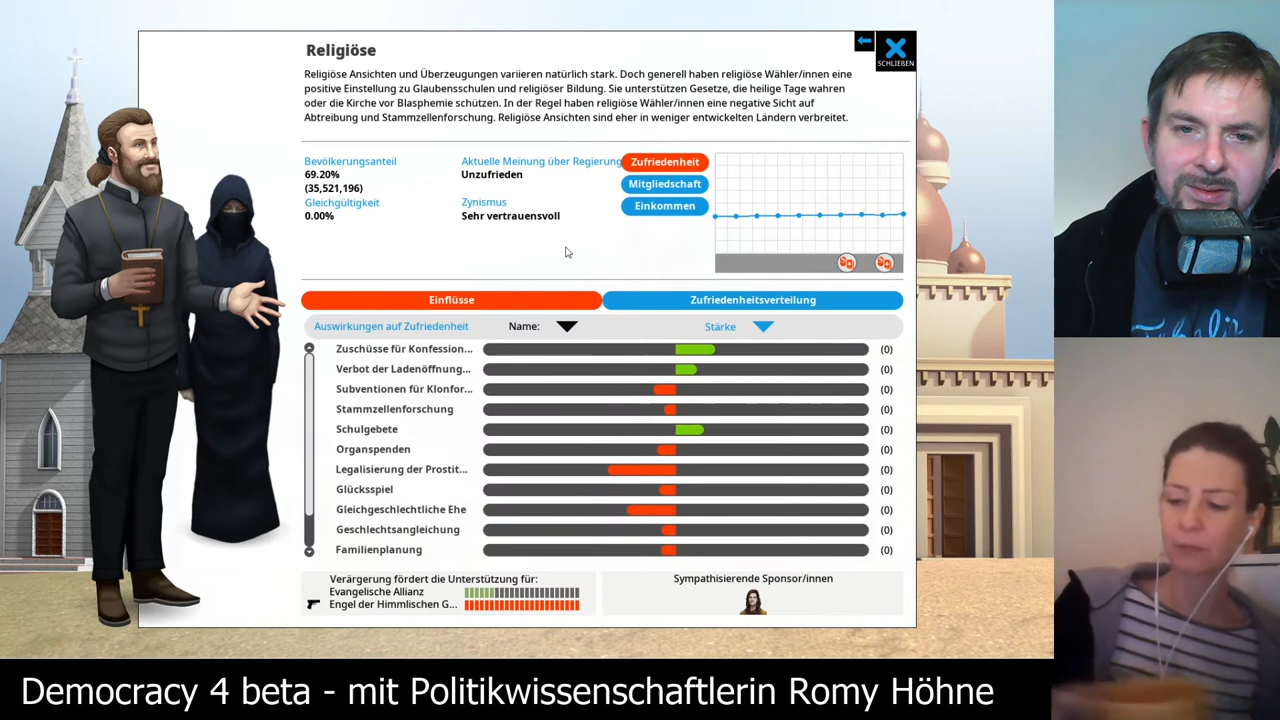 Religiöse
SCHLIEßEN
Religiöse Ansichten und Überzeugungen variieren natürlich stark. Doch generell haben religiöse Wähler/innen eine
positive Einstellung zu Glaubensschulen und religiöser Bildung. Sie unterstützen Gesetze, die heilige Tage wahren
oder die Kirche vor Blasphemie schützen. In der Regel haben religiöse Wähler/innen eine negative Sicht auf
Abtreibung und Stammzellenforschung. Religiöse Ansichten sind eher in weniger entwickelten Ländern verbreitet.
Bevölkerungsanteil
69.20%
(35,521,196)
Gleichgültigkeit
0.00%
Aktuelle Meinung über Regierung
Unzufrieden
Zynismus
Sehr vertrauensvoll
Zufriedenheit
Mitgliedschaft
Einkommen
Einflüsse
Zufriedenheitsverteilung
Auswirkungen auf Zufriedenheit Name: Stärke
Zuschüsse für Konfession... (0)
Verbot der Ladenöffnung... (0)
Subventionen für Klonfor... (0)
Stammzellenforschung (0)
Schulgebete (0)
Organspenden (0)
Legalisierung der Prostit... (0)
Glücksspiel (0)
Gleichgeschlechtliche Ehe (0)
Geschlechtsangleichung (0)
Familienplanung (0)
Verärgerung fördert die Unterstützung für:
Evangelische Allianz
Engel der Himmlischen G...
Sympathisierende Sponsor/innen
Democracy 4 beta - mit Politikwissenschaftlerin Romy Höhne